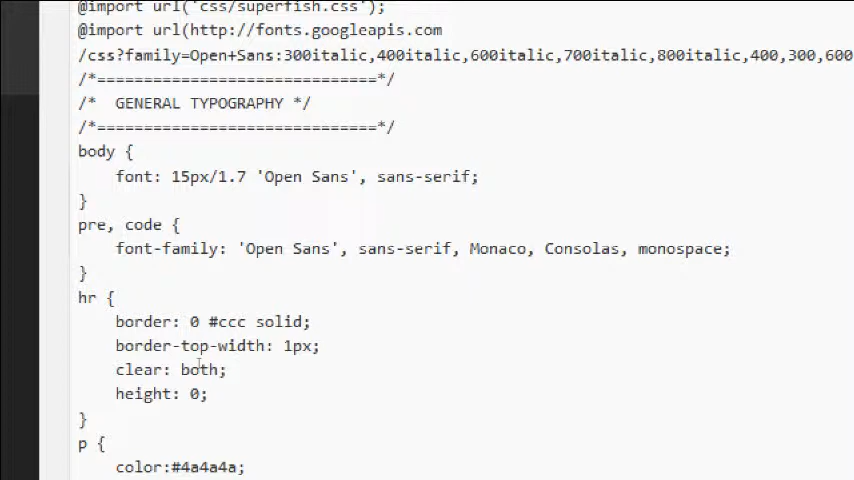 @import url('css/superfish.css');
@import url(http://fonts.googleapis.com
/css?family=Open+Sans:300italic,400italic,600italic,700italic,800italic,400,300,600
/*==============================*/
/*  GENERAL TYPOGRAPHY */
/*==============================*/
body {
    font: 15px/1.7 'Open Sans', sans-serif;
}
pre, code {
    font-family: 'Open Sans', sans-serif, Monaco, Consolas, monospace;
}
hr {
    border: 0 #ccc solid;
    border-top-width: 1px;
    clear: both;
    height: 0;
}
p {
    color:#4a4a4a;